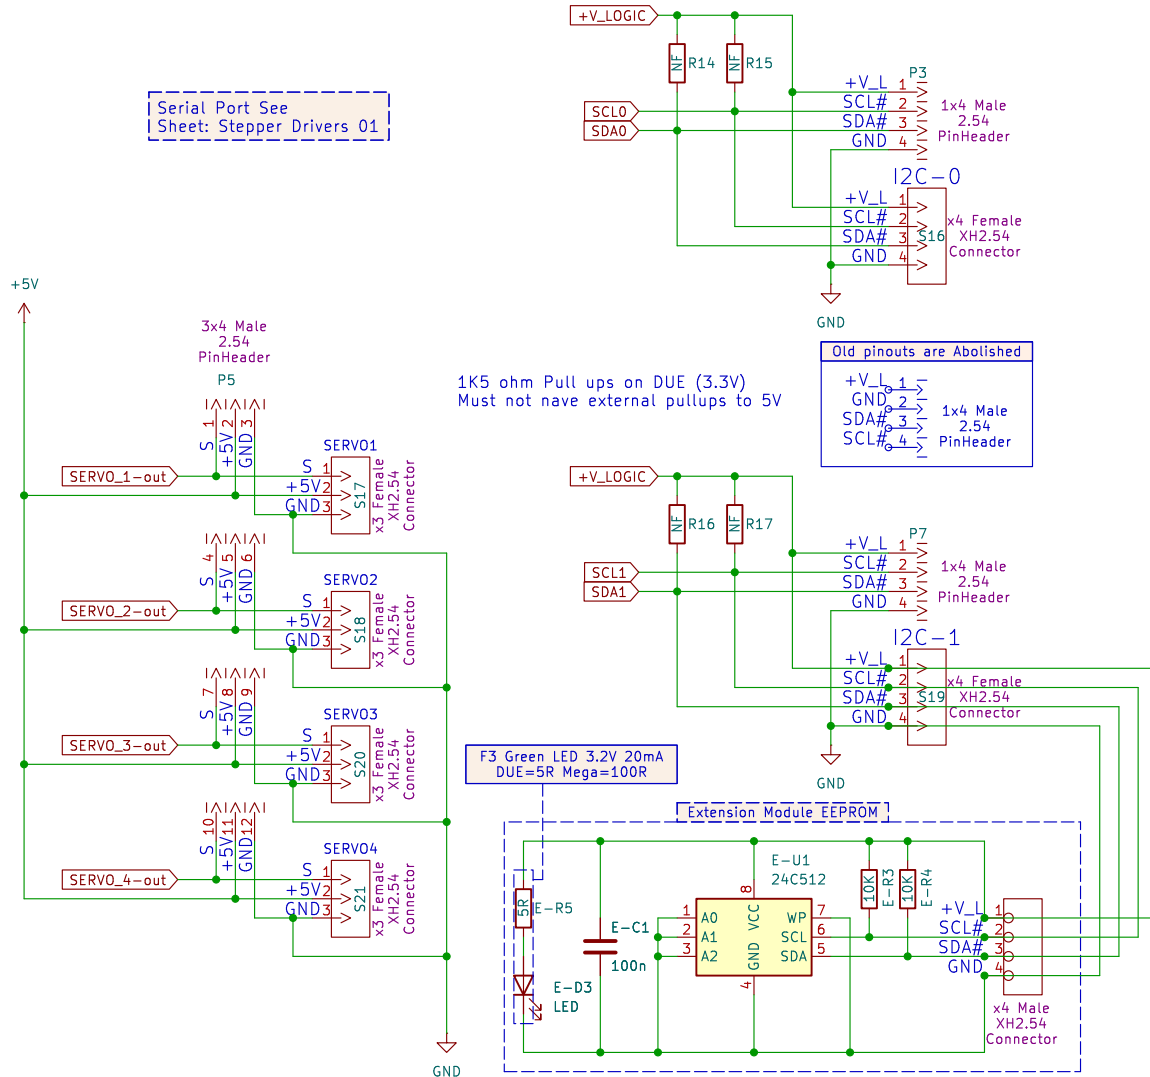 +V_LOGIC
NF
R14
NF
R15
SCL0
SDA0
P3
+V_L 1
SCL# 2
SDA# 3
GND 4
1x4 Male
2.54
PinHeader
I2C-0
+V_L 1
SCL# 2
SDA# 3
GND 4
S16
x4 Female
XH2.54
Connector
GND
Serial Port See
Sheet: Stepper Drivers 01
+5V
3x4 Male
2.54
PinHeader
P5
1 2 3
S +5V GND
SERVO_1-out
SERVO1
S 1
+5V 2
GND 3
S17
x3 Female
XH2.54
Connector
4 5 6
S +5V GND
SERVO_2-out
SERVO2
S 1
+5V 2
GND 3
S18
x3 Female
XH2.54
Connector
7 8 9
S +5V GND
SERVO_3-out
SERVO3
S 1
+5V 2
GND 3
S20
x3 Female
XH2.54
Connector
10 11 12
S +5V GND
SERVO_4-out
SERVO4
S 1
+5V 2
GND 3
S21
x3 Female
XH2.54
Connector
GND
1K5 ohm Pull ups on DUE (3.3V)
Must not nave external pullups to 5V
Old pinouts are Abolished
+V_L 1
GND 2
SDA# 3
SCL# 4
1x4 Male
2.54
PinHeader
+V_LOGIC
NF
R16
NF
R17
SCL1
SDA1
P7
+V_L 1
SCL# 2
SDA# 3
GND 4
1x4 Male
2.54
PinHeader
I2C-1
+V_L 1
SCL# 2
SDA# 3
GND 4
S19
x4 Female
XH2.54
Connector
GND
F3 Green LED 3.2V 20mA
DUE=5R Mega=100R
Extension Module EEPROM
5R
E-R5
E-D3
LED
E-C1
100n
E-U1
24C512
8
VCC
1 A0
2 A1
3 A2
WP 7
SCL 6
SDA 5
GND
4
10K
E-R3
10K
E-R4
+V_L 1
SCL# 2
SDA# 3
GND 4
x4 Male
XH2.54
Connector